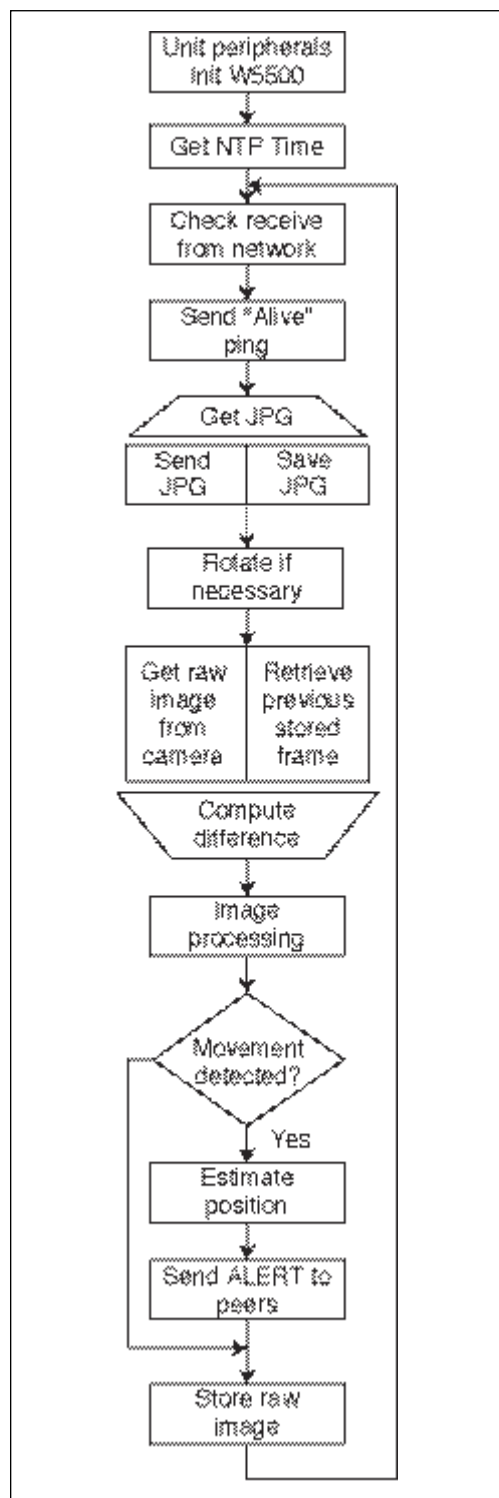 Unit peripherals
Init W5500
Get NTP Time
Check receive
from network
Send "Alive"
ping
Get JPG
Send
JPG
Save
JPG
Rotate if
necessary
Get raw
image
from
camera
Retrieve
previous
stored
frame
Compute
difference
Image
processing
Movement
detected?
Yes
Estimate
position
Send ALERT to
peers
Store raw
image